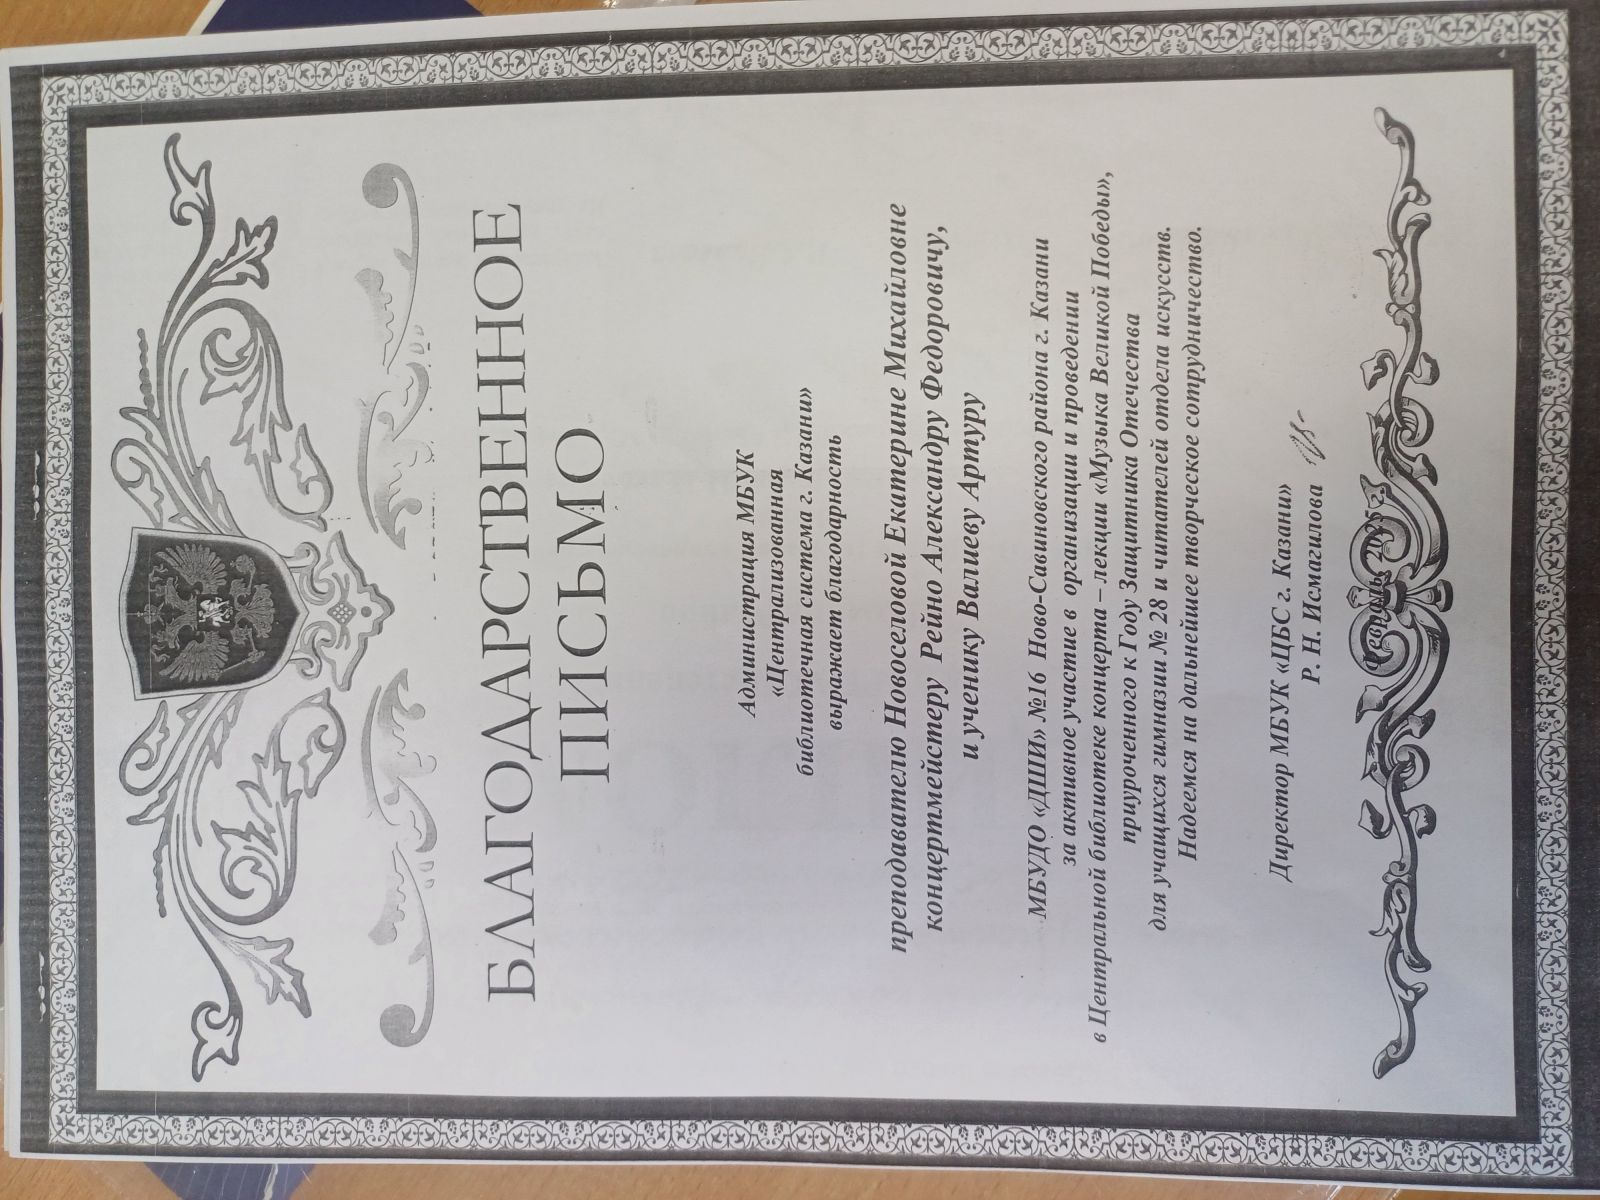 БЛАГОДАРСТВЕННОЕ
ПИСЬМО
Администрация МБУК
«Централизованная
библиотечная система г. Казани»
выражает благодарность
преподавателю Новоселовой Екатерине Михайловне
концертмейстеру Рейно Александру Федоровичу,
и ученику Валиеву Артуру
МБУДО «ДШИ» №16 Ново-Савиновского района г. Казани
за активное участие в организации и проведении
в Центральной библиотеке концерта – лекции «Музыка Великой Победы»,
приуроченного к Году Защитника Отечества
для учащихся гимназии № 28 и читателей отдела искусств.
Надеемся на дальнейшее творческое сотрудничество.
Директор МБУК «ЦБС г. Казани»
Р. Н. Исмагилова
Февраль, 2025 г.